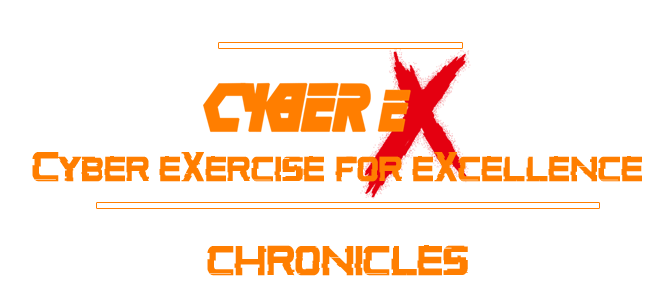 CYBER eX
CYBER eXERCISE FOR eXCELLENCE
CHRONICLES